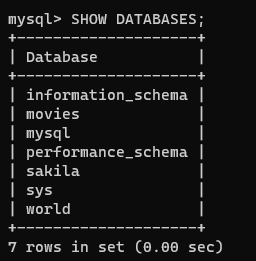 mysql> SHOW DATABASES;
+--------------------+
| Database           |
+--------------------+
| information_schema |
| movies             |
| mysql              |
| performance_schema |
| sakila             |
| sys                |
| world              |
+--------------------+
7 rows in set (0.00 sec)